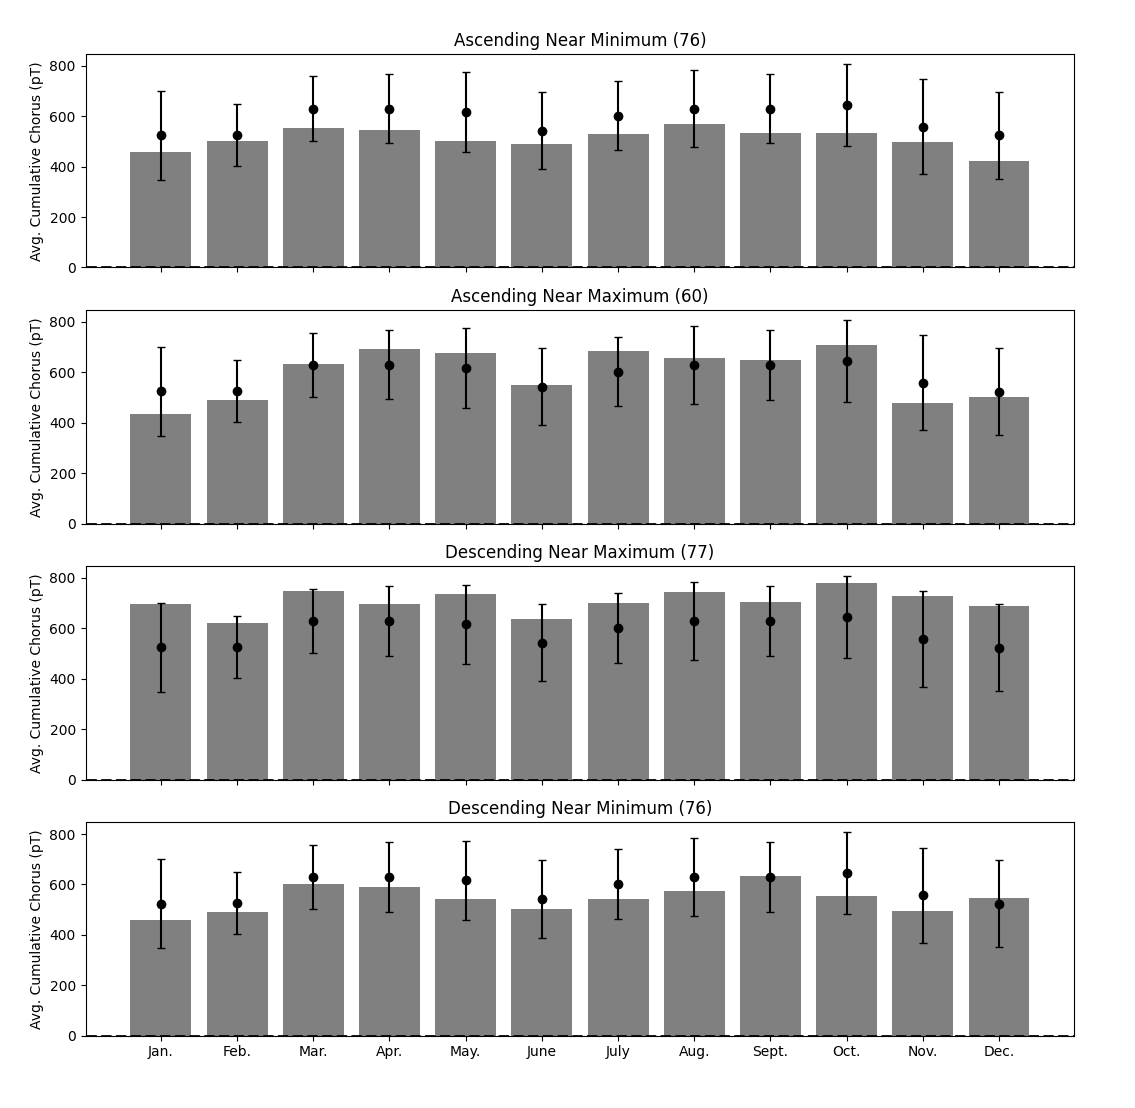 Ascending Near Minimum (76)
Avg. Cumulative Chorus (pT)
800
600
400
200
0
Ascending Near Maximum (60)
Avg. Cumulative Chorus (pT)
800
600
400
200
0
Descending Near Maximum (77)
Avg. Cumulative Chorus (pT)
800
600
400
200
0
Descending Near Minimum (76)
Avg. Cumulative Chorus (pT)
800
600
400
200
0
Jan. Feb. Mar. Apr. May. June July Aug. Sept. Oct. Nov. Dec.